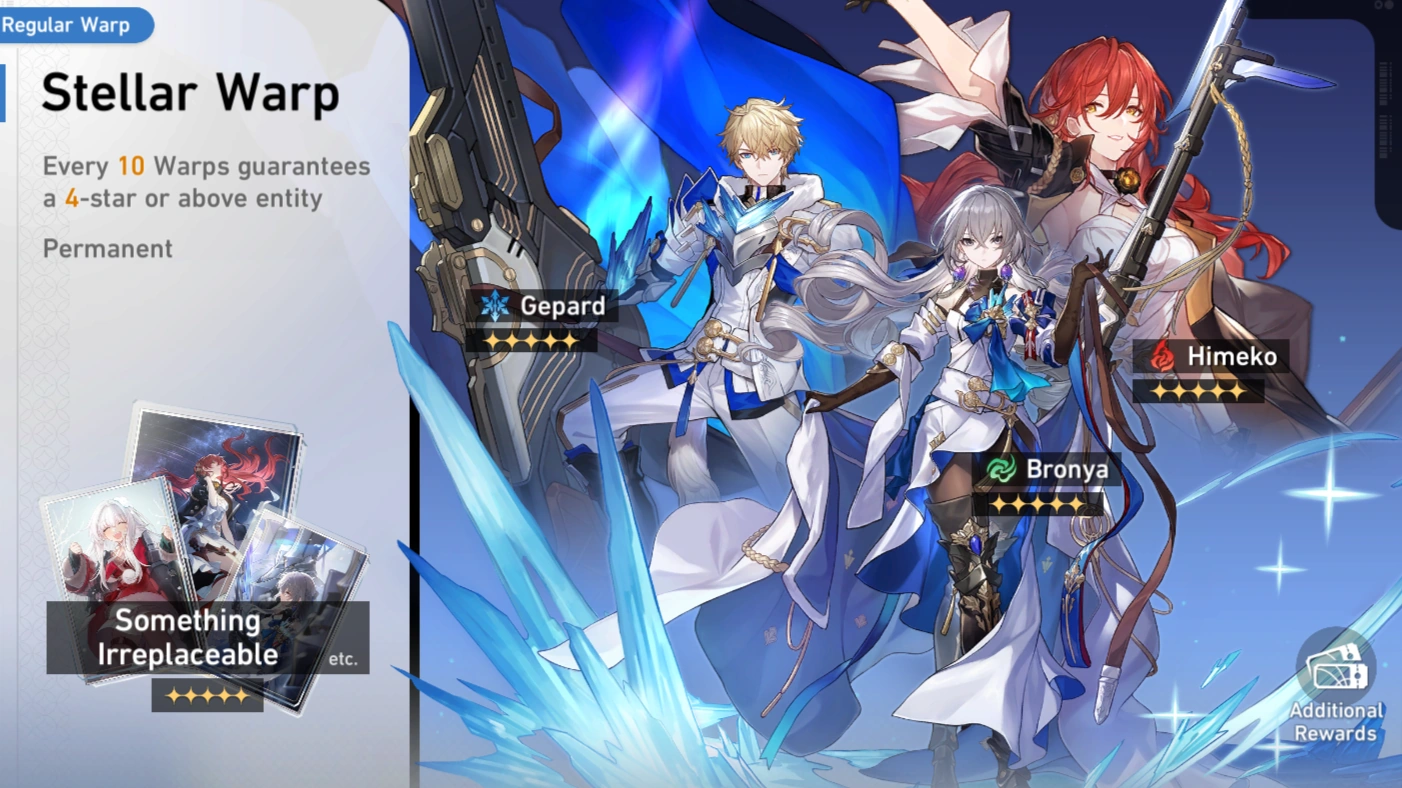 Regular Warp
Stellar Warp
Every 10 Warps guarantees
a 4-star or above entity
Permanent
Gepard
Himeko
Bronya
Something
Irreplaceable
etc.
Additional
Rewards